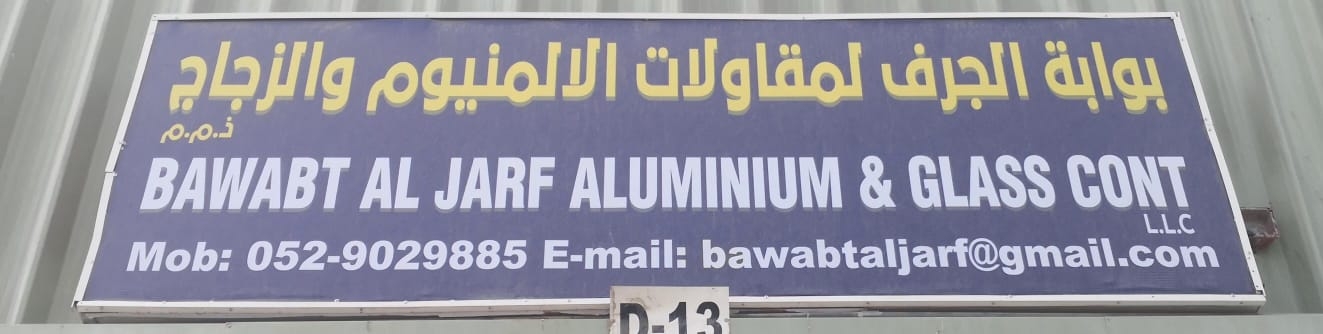 بوابة الجرف لمقاولات الالمنيوم والزجاج
ذ.م.م
BAWABT AL JARF ALUMINIUM & GLASS CONT
L.L.C
Mob: 052-9029885 E-mail: bawabtaljarf@gmail.com
D-13